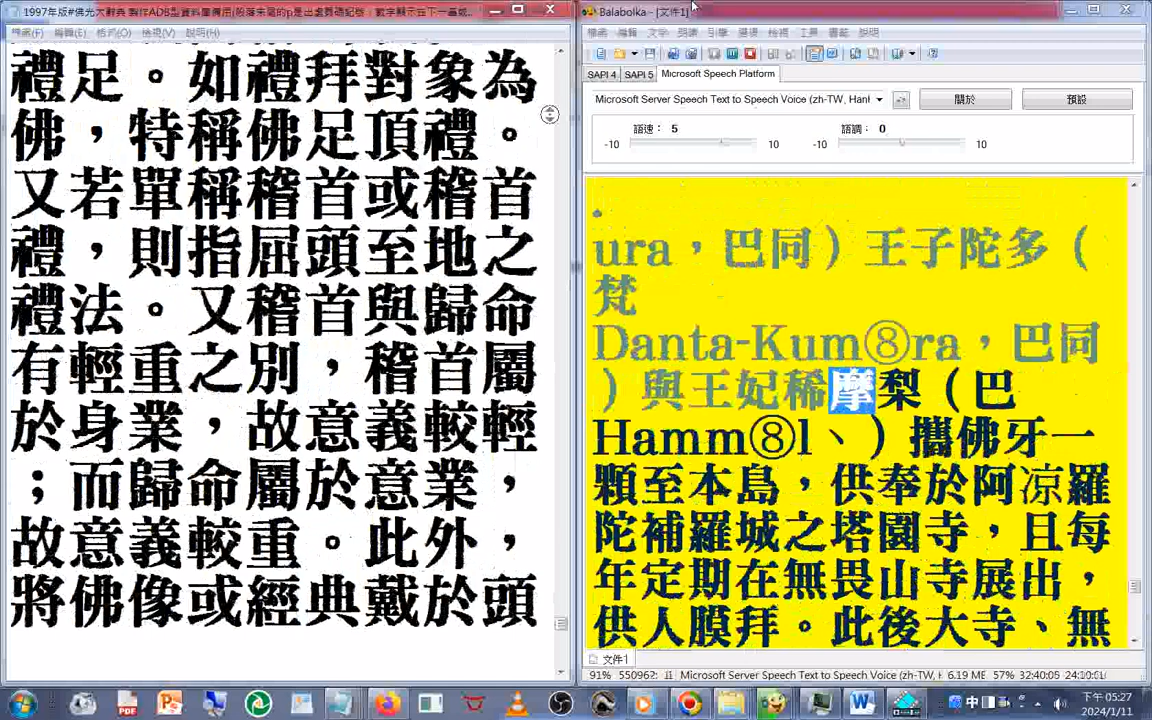 1997年版#佛光大辭典
禮足。如禮拜對象為
佛，特稱佛足頂禮。
又若單稱稽首或稽首
禮，則指屈頭至地之
禮法。又稽首與歸命
有輕重之別，稽首屬
於身業，故意義較輕
；而歸命屬於意業，
故意義較重。此外，
將佛像或經典戴於頭
Balabolka - [文件1]
SAPI 4 SAPI 5 Microsoft Speech Platform
Microsoft Server Speech Text to Speech Voice (zh-TW, Han
關於 預設
語速： 5 語調： 0
-10 10 -10 10
ura，巴同）王子陀多（
梵
Danta-Kum⑧ra，巴同
）與王妃稀摩梨（巴
Hamm⑧l、）攜佛牙一
顆至本島，供奉於阿凉羅
陀補羅城之塔園寺，且每
年定期在無畏山寺展出，
供人膜拜。此後大寺、無
文件1
91% 550962: Microsoft Speech Platform Microsoft Server Speech Text to Speech Voice (zh-TW, H 6.19 ME 57% 32:40:05
下午 05:27
2024/1/11